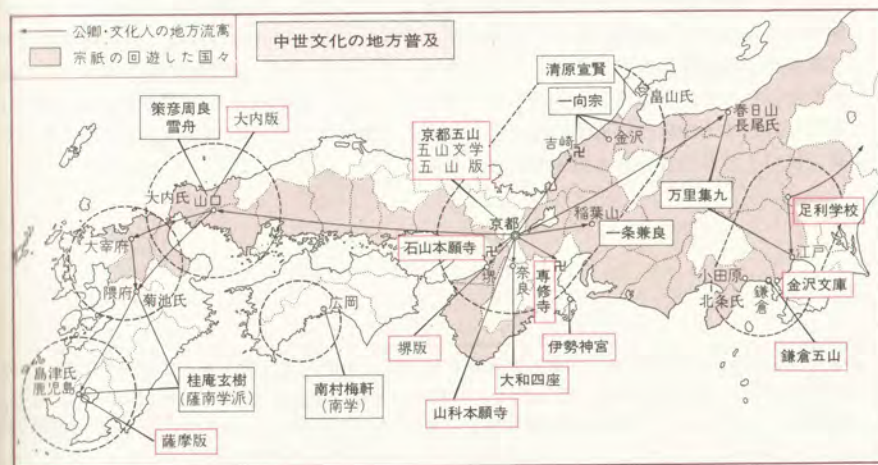 公卿・文化人の地方流寓
宗祇の回遊した国々
中世文化の地方普及
清原宣賢
畠山氏
一向宗
春日山
長尾氏
策彦周良
雪舟
大内版
京都五山
五山文学
五山版
吉崎
金沢
大内氏
山口
万里集九
足利学校
京都
稲葉山
大宰府
石山本願寺
一条兼良
江戸
堺
奈良
専修寺
小田原
北条氏
鎌倉
金沢文庫
隈府
菊池氏
広岡
堺版
伊勢神宮
鎌倉五山
島津氏
鹿児島
桂庵玄樹
(薩南学派)
南村梅軒
(南学)
大和四座
山科本願寺
薩摩版